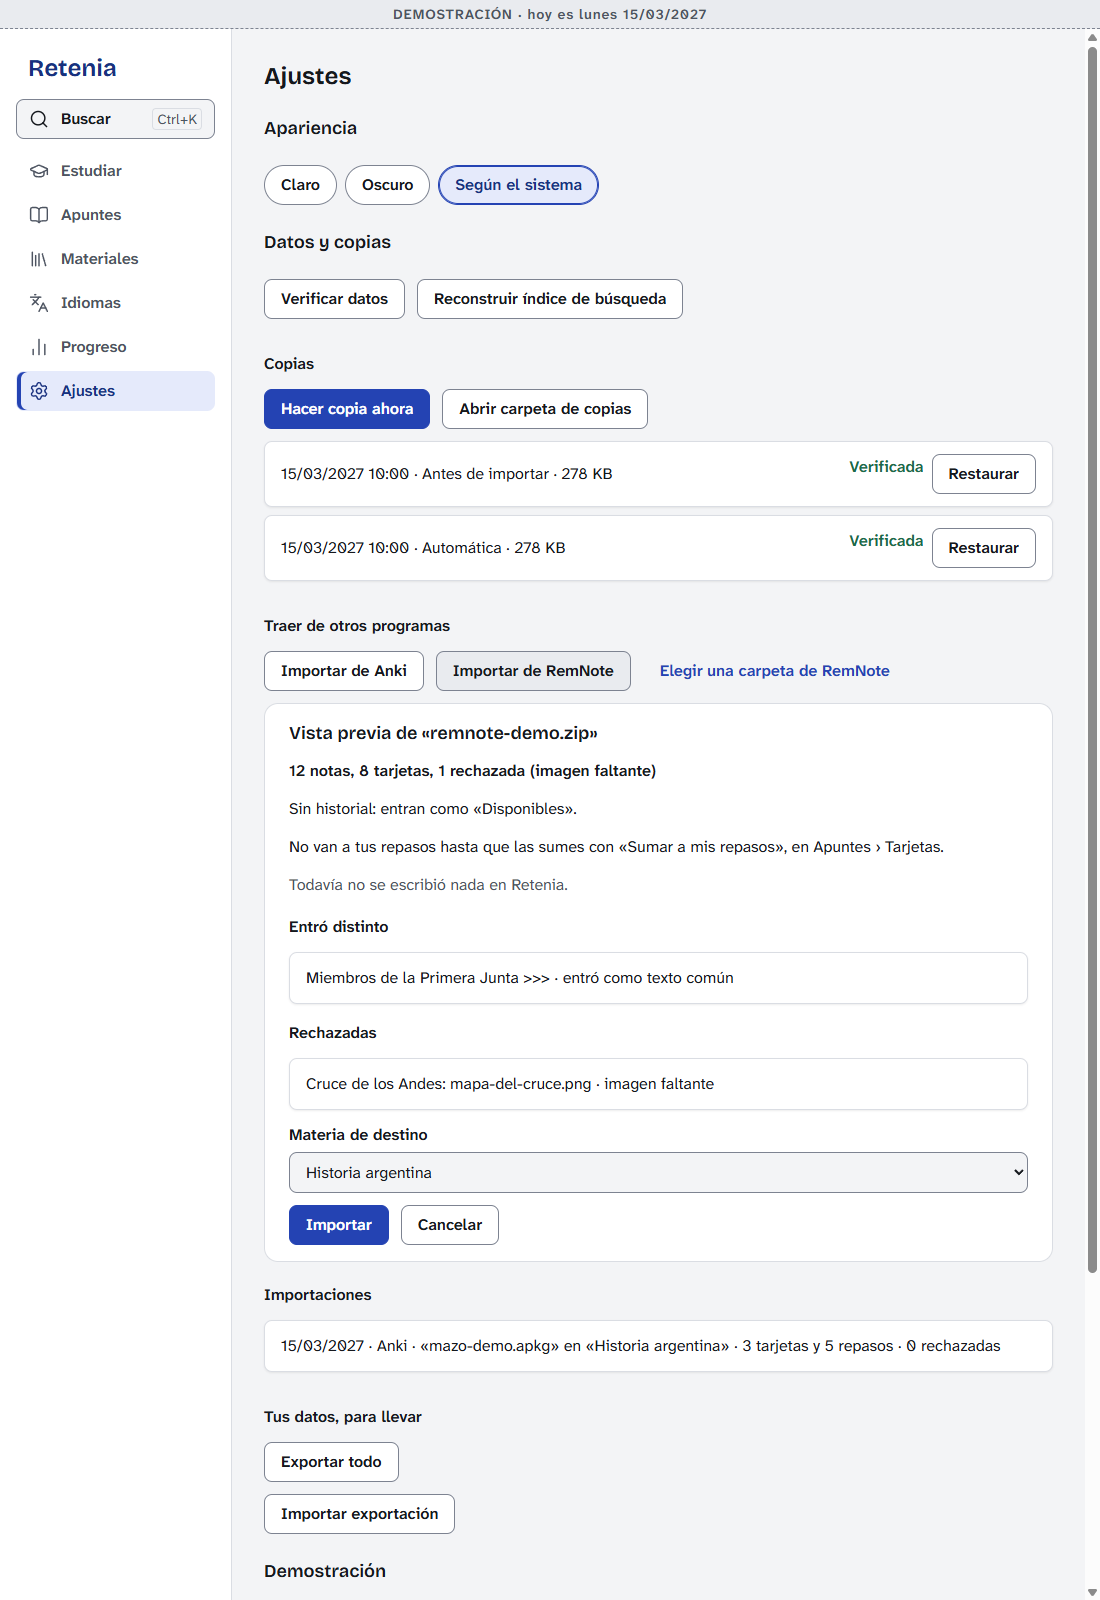 DEMOSTRACIÓN · hoy es lunes 15/03/2027
Retenia
Buscar Ctrl+K
Estudiar
Apuntes
Materiales
Idiomas
Progreso
Ajustes
Ajustes
Apariencia
Claro Oscuro Según el sistema
Datos y copias
Verificar datos Reconstruir índice de búsqueda
Copias
Hacer copia ahora Abrir carpeta de copias
15/03/2027 10:00 · Antes de importar · 278 KB Verificada Restaurar
15/03/2027 10:00 · Automática · 278 KB Verificada Restaurar
Traer de otros programas
Importar de Anki Importar de RemNote Elegir una carpeta de RemNote
Vista previa de «remnote-demo.zip»
12 notas, 8 tarjetas, 1 rechazada (imagen faltante)
Sin historial: entran como «Disponibles».
No van a tus repasos hasta que las sumes con «Sumar a mis repasos», en Apuntes › Tarjetas.
Todavía no se escribió nada en Retenia.
Entró distinto
Miembros de la Primera Junta >>> · entró como texto común
Rechazadas
Cruce de los Andes: mapa-del-cruce.png · imagen faltante
Materia de destino
Historia argentina
Importar Cancelar
Importaciones
15/03/2027 · Anki · «mazo-demo.apkg» en «Historia argentina» · 3 tarjetas y 5 repasos · 0 rechazadas
Tus datos, para llevar
Exportar todo
Importar exportación
Demostración